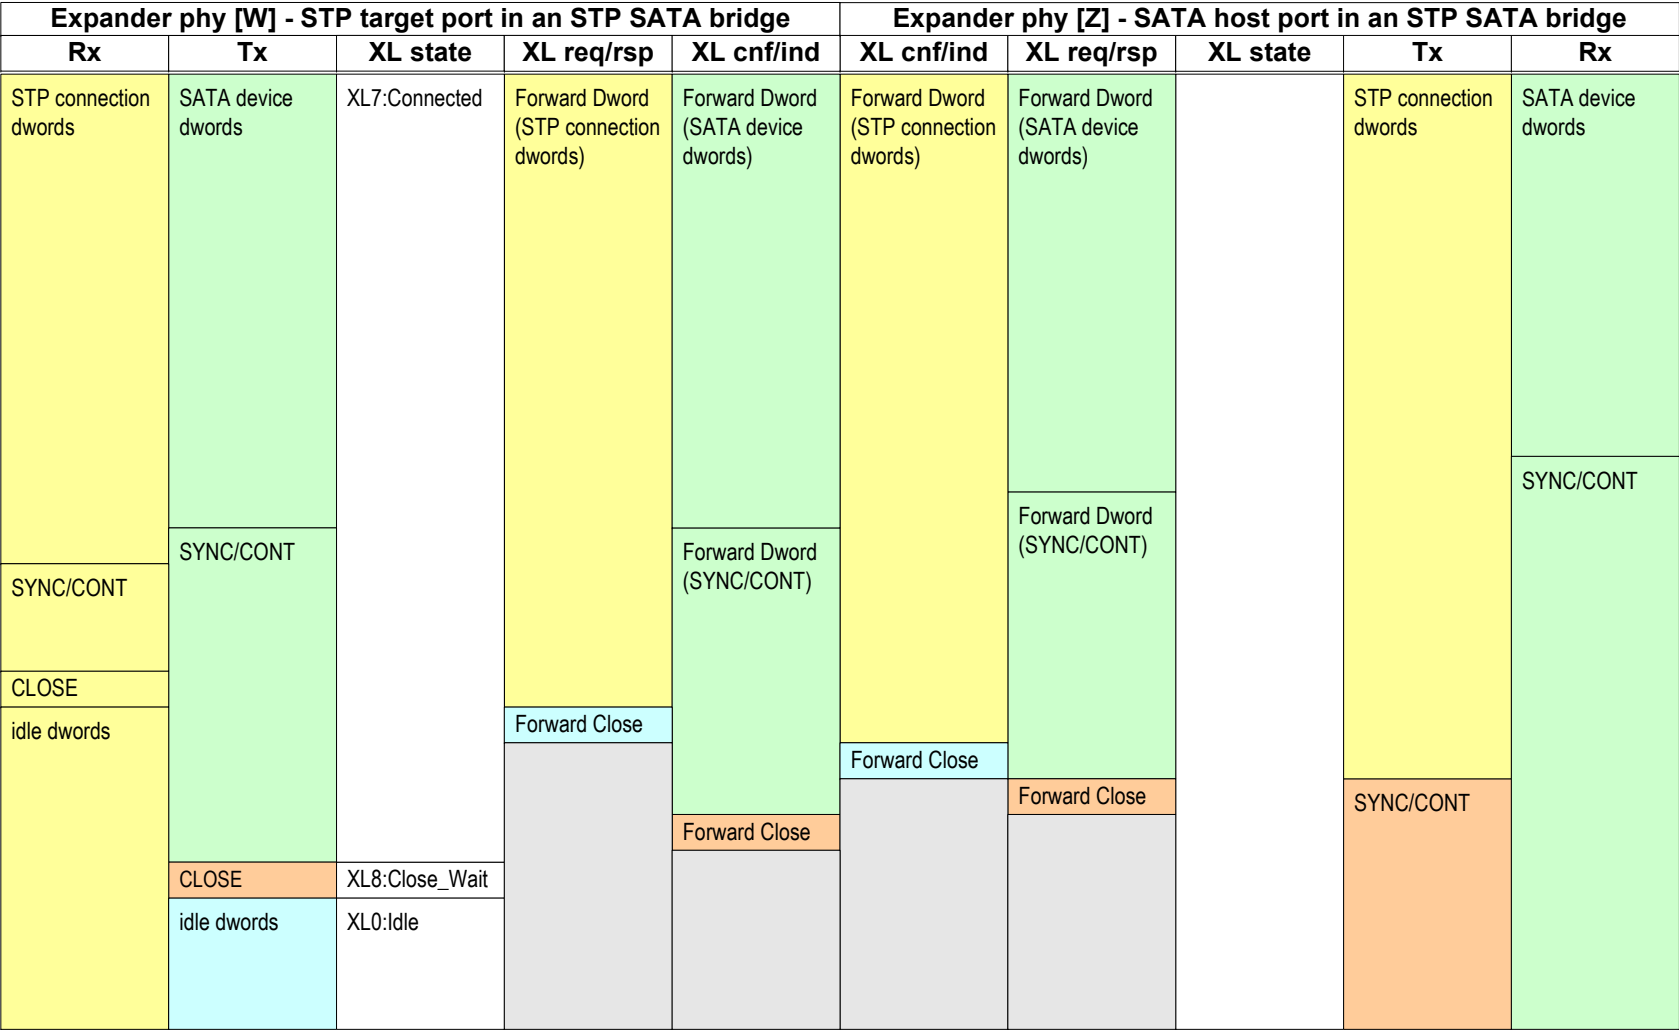 Expander phy [W] - STP target port in an STP SATA bridge
Expander phy [Z] - SATA host port in an STP SATA bridge
Rx
Tx
XL state
XL req/rsp
XL cnf/ind
XL cnf/ind
XL req/rsp
XL state
Tx
Rx
STP connection
dwords
SATA device
dwords
XL7:Connected
Forward Dword
(STP connection
dwords)
Forward Dword
(SATA device
dwords)
Forward Dword
(STP connection
dwords)
Forward Dword
(SATA device
dwords)
STP connection
dwords
SATA device
dwords
SYNC/CONT
Forward Dword
(SYNC/CONT)
SYNC/CONT
Forward Dword
(SYNC/CONT)
SYNC/CONT
CLOSE
idle dwords
Forward Close
Forward Close
Forward Close
SYNC/CONT
Forward Close
CLOSE
XL8:Close_Wait
idle dwords
XL0:Idle